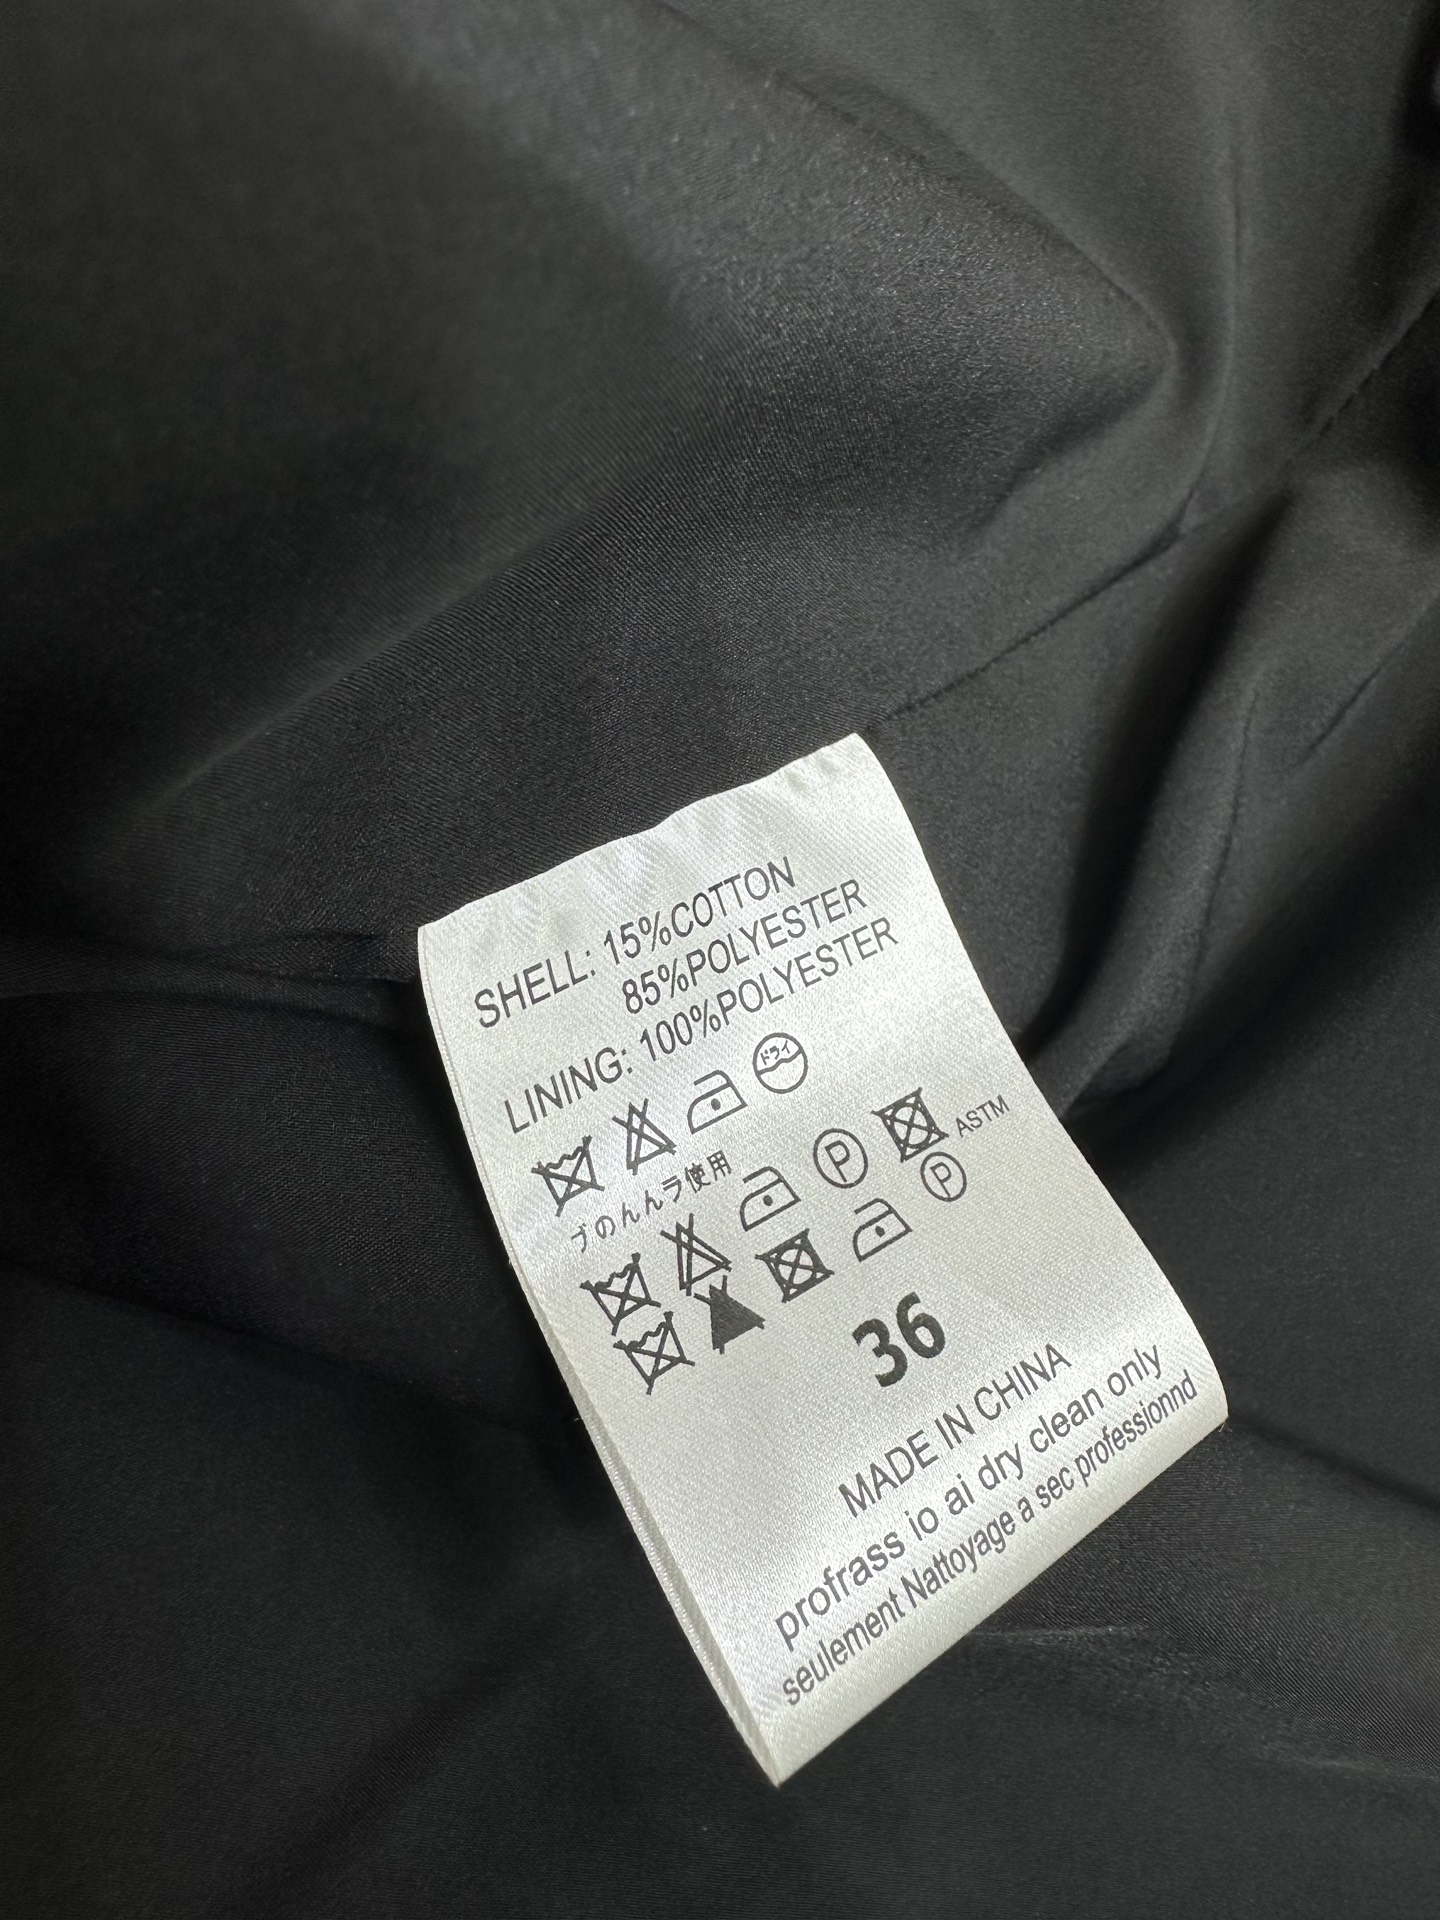 SHELL: 15%COTTON
85%POLYESTER
LINING: 100%POLYESTER
ドライ
ブのんんラ使用
P
ASTM
P
36
MADE IN CHINA
profrass io ai dry clean only
seulement Nattoyage a sec professionnd